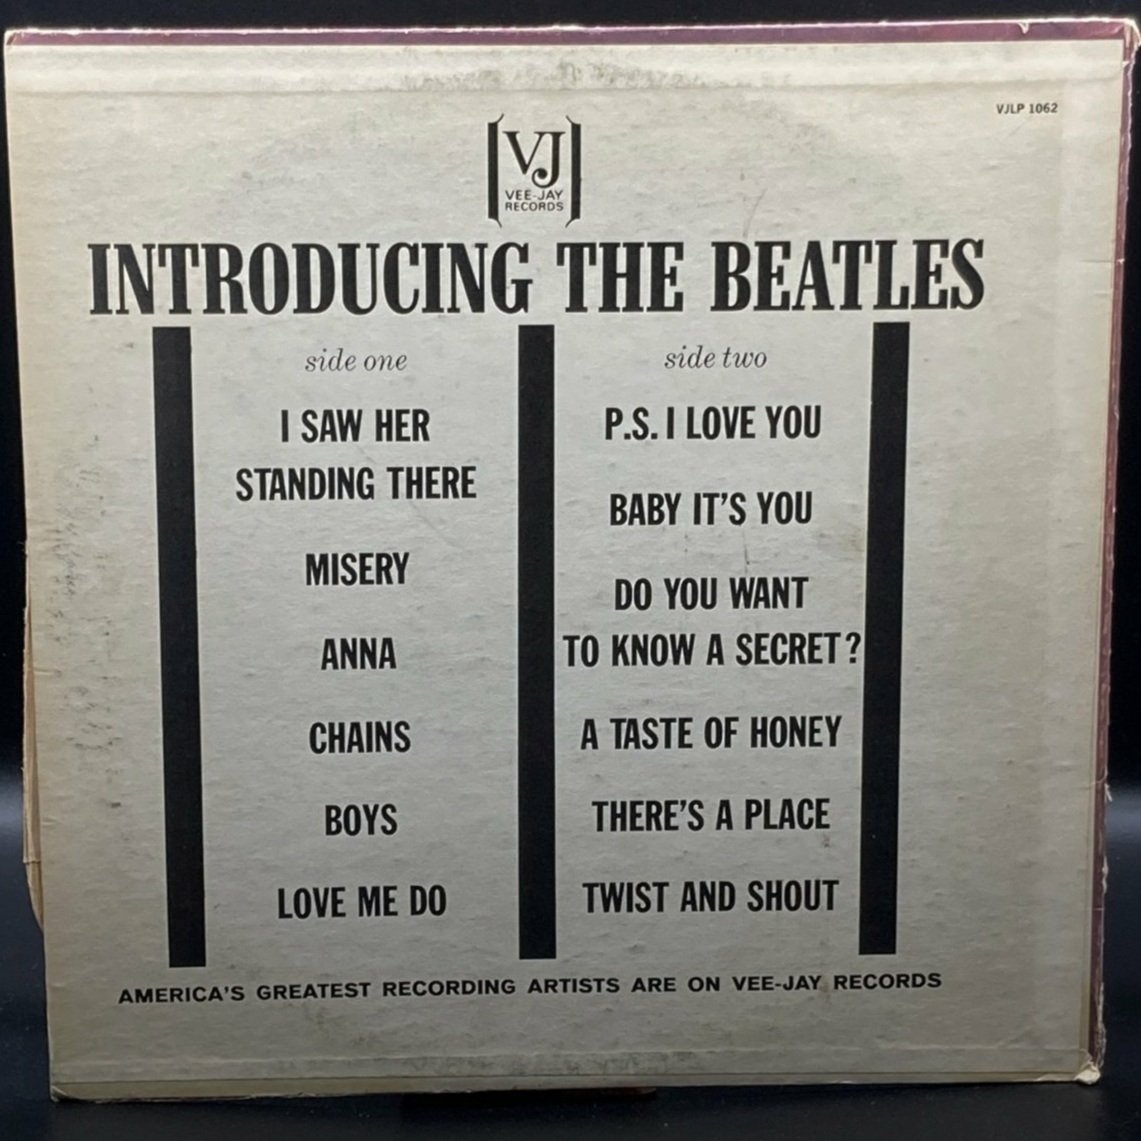 VJLP 1062
VJ
VEE-JAY
RECORDS
INTRODUCING THE BEATLES
side one
I SAW HER
STANDING THERE
MISERY
ANNA
CHAINS
BOYS
LOVE ME DO
side two
P.S. I LOVE YOU
BABY IT'S YOU
DO YOU WANT
TO KNOW A SECRET?
A TASTE OF HONEY
THERE'S A PLACE
TWIST AND SHOUT
AMERICA'S GREATEST RECORDING ARTISTS ARE ON VEE-JAY RECORDS